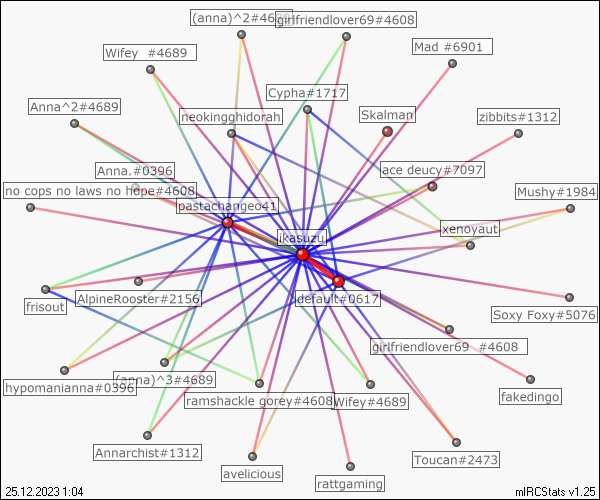 (anna)^2#4689
girlfriendlover69#4608
Mad #6901
Wifey #4689
Cypha#1717
Anna^2#4689
neokingghidorah
Skalman
zibbits#1312
Anna.#0396
lace deucy#7097
no cops no laws no hope#4608
Mushy#1984
pastachange41
xenoyaut
ikasuzu
frisout
AlpineRooster#2156
default#0617
Soxy Foxy#5076
girlfriendlover69 #4608
hypomanianna#0396
(anna)^3#4689
ramshackle gorey#4608
Wifey#4689
fakedingo
Annarchist#1312
Toucan#2473
avelicious
rattgaming
25.12.2023 1:04
mIRCStats v1.25